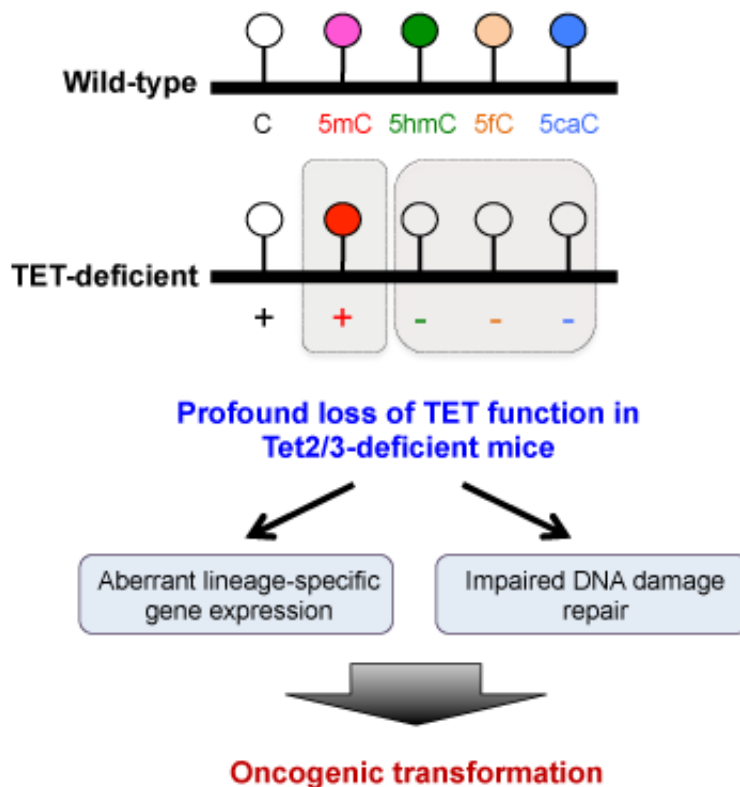 Wild-type
C 5mC 5hmC 5fC 5caC
TET-deficient
+ + - - -
Profound loss of TET function in
Tet2/3-deficient mice
Aberrant lineage-specific
gene expression
Impaired DNA damage
repair
Oncogenic transformation